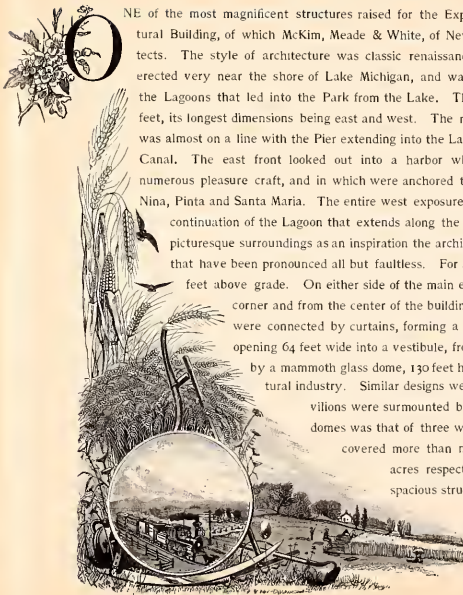 ONE of the most magnificent structures raised for the Exp
tural Building, of which McKim, Meade & White, of Ne
tects. The style of architecture was classic renaissan
erected very near the shore of Lake Michigan, and wa
the Lagoons that led into the Park from the Lake. Th
feet, its longest dimensions being east and west. The n
was almost on a line with the Pier extending into the La
Canal. The east front looked out into a harbor wh
numerous pleasure craft, and in which were anchored t
Nina, Pinta and Santa Maria. The entire west exposure
continuation of the Lagoon that extends along the
picturesque surroundings as an inspiration the archi
that have been pronounced all but faultless. For
feet above grade. On either side of the main e
corner and from the center of the buildin
were connected by curtains, forming a
opening 64 feet wide into a vestibule, fro
by a mammoth glass dome, 130 feet h
tural industry. Similar designs we
vilions were surmounted b
domes was that of three w
covered more than n
acres respect
spacious stru